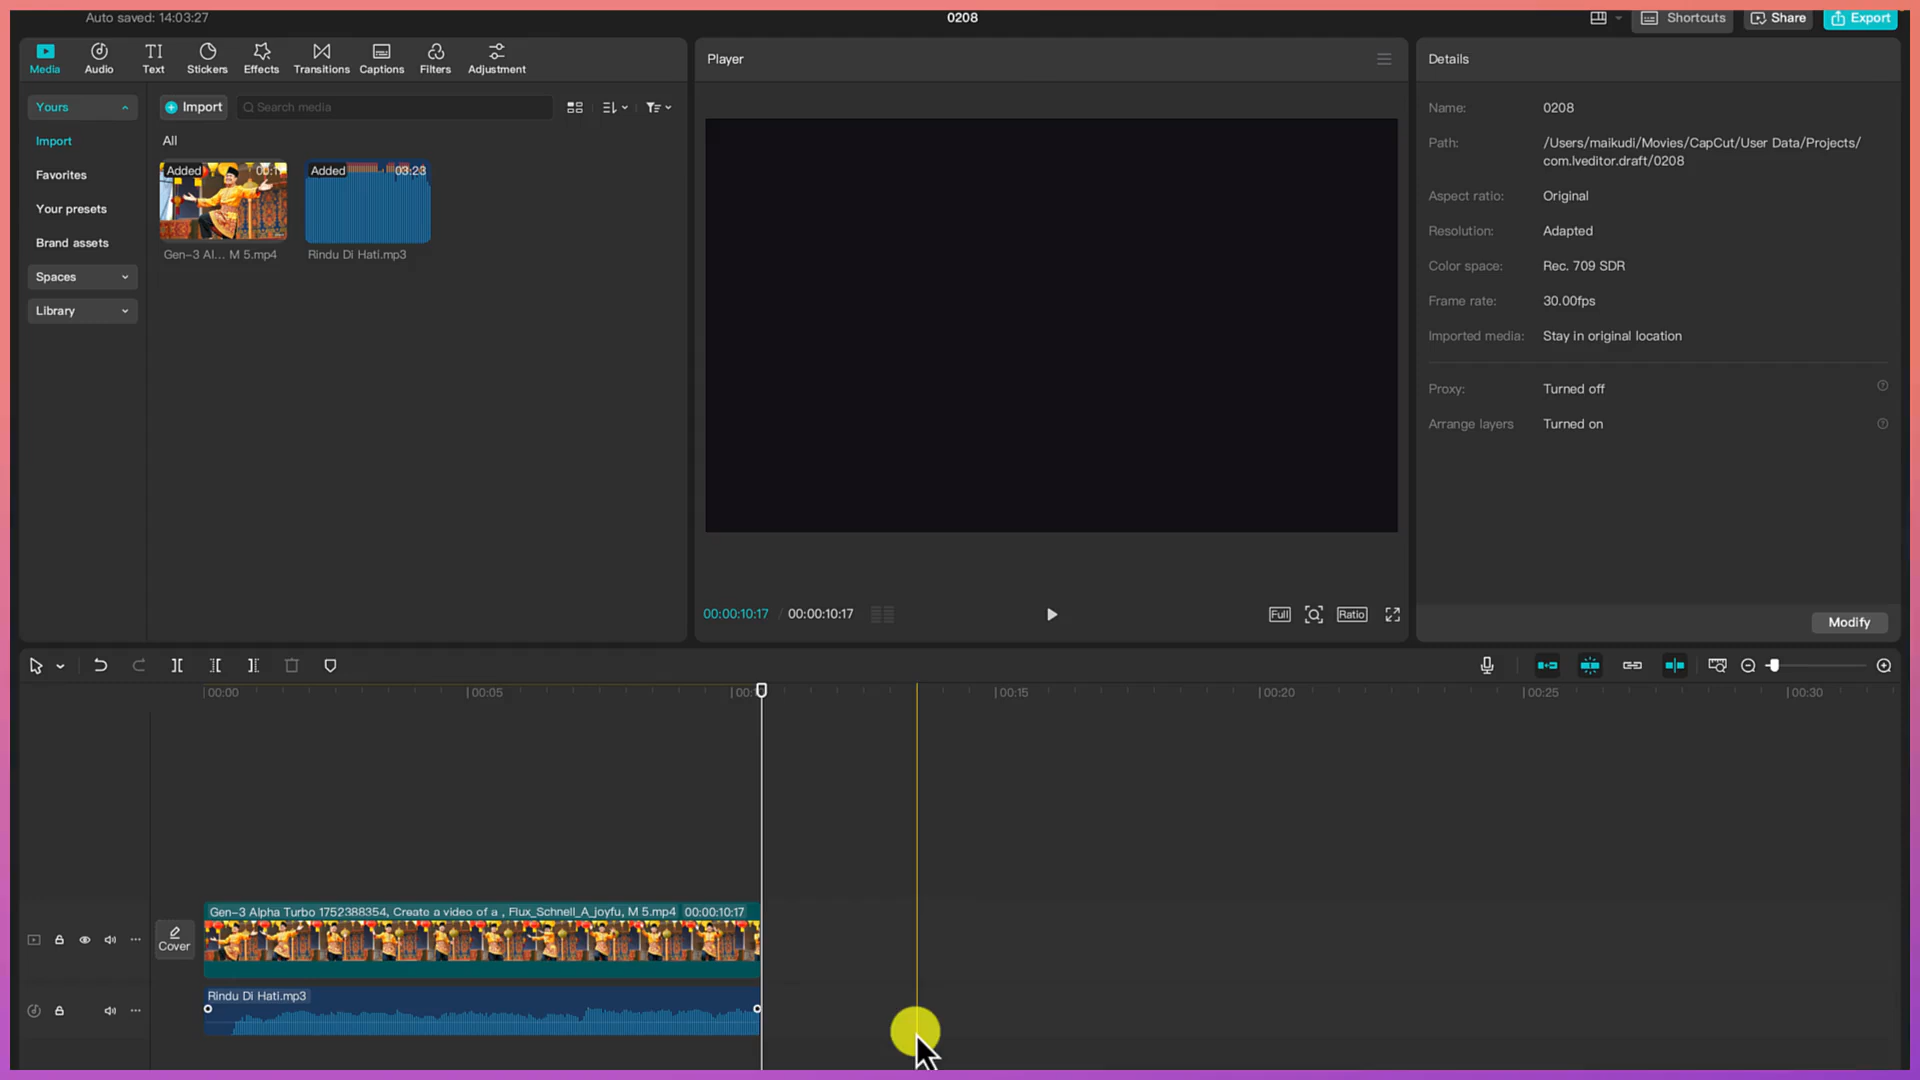 Auto saved: 14:03:27
0208
Shortcuts
Share
Export
Media
Audio
Text
Stickers
Effects
Transitions
Captions
Filters
Adjustment
Yours
Import
Favorites
Your presets
Brand assets
Spaces
Library
Import
Search media
All
Added
Gen-3 Al... M 5.mp4
Added
03:23
Rindu Di Hati.mp3
Player
00:00:10:17 / 00:00:10:17
Full
Ratio
Details
Name: 0208
Path: /Users/maikudi/Movies/CapCut/User Data/Projects/
com.lveditor.draft/0208
Aspect ratio: Original
Resolution: Adapted
Color space: Rec. 709 SDR
Frame rate: 30.00fps
Imported media: Stay in original location
Proxy: Turned off
Arrange layers Turned on
Modify
00:00
00:05
00:15
00:20
00:25
00:30
Cover
Gen-3 Alpha Turbo 1752388354, Create a video of a , Flux_Schnell_A_joyfu, M 5.mp4 00:00:10:17
Rindu Di Hati.mp3